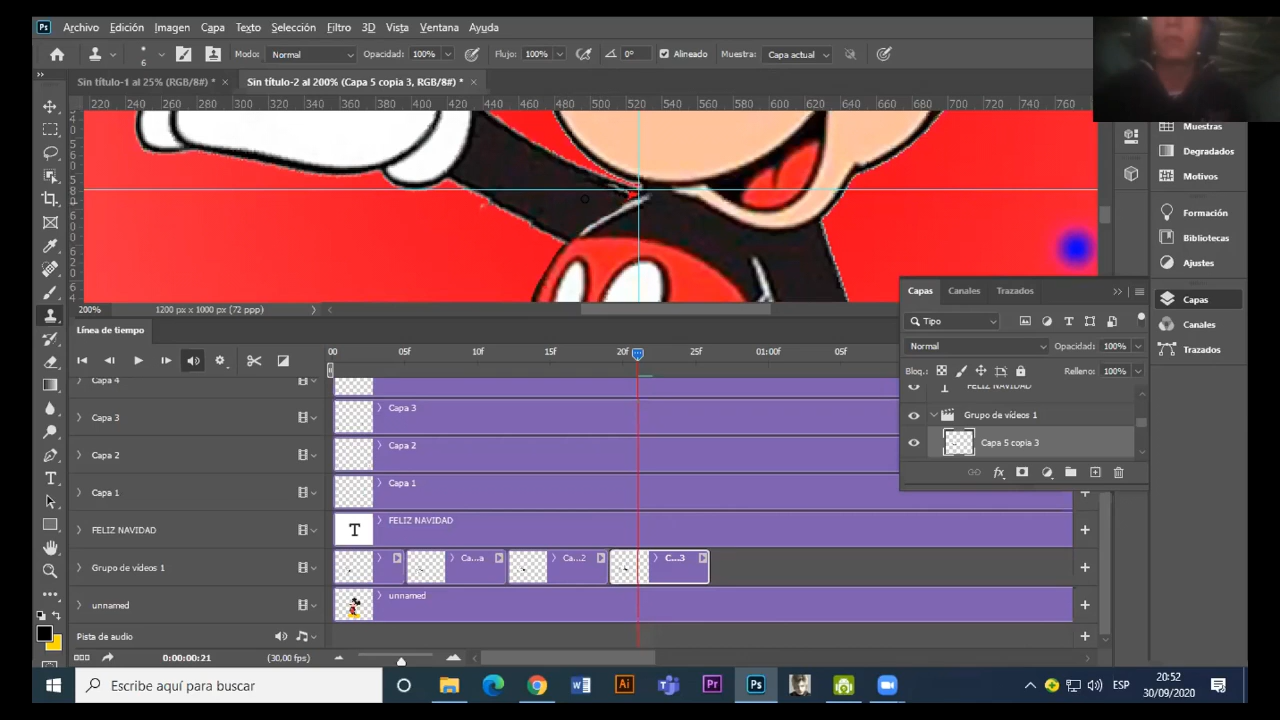 Ps Archivo Edición Imagen Capa Texto Selección Filtro 3D Vista Ventana Ayuda
6 Modo: Normal Opacidad: 100% Flujo: 100% 0° Alineado Muestra: Capa actual
Sin título-1 al 25% (RGB/8#) * × Sin título-2 al 200% (Capa 5 copia 3, RGB/8#) * ×
220 240 260 280 300 320 340 360 380 400 420 440 460 480 500 520 540 560 580 600 620 640 660 680 700 720 740 760
Muestras
Degradados
Motivos
Formación
Bibliotecas
Ajustes
Capas
Canales
Trazados
200% 1200 px x 1000 px (72 ppp)
Capas Canales Trazados
Tipo
Normal Opacidad: 100%
Bloq.: Relleno: 100%
FELIZ NAVIDAD
Grupo de vídeos 1
Capa 5 copia 3
fx
Línea de tiempo
00 05f 10f 15f 20f 25f 01:00f 05f
Capa 4
Capa 3 Capa 3
Capa 2 Capa 2
Capa 1 Capa 1
FELIZ NAVIDAD T FELIZ NAVIDAD
Grupo de vídeos 1 Ca...a Ca...2 C...3
unnamed unnamed
Pista de audio
0:00:00:21 (30,00 fps)
Escribe aquí para buscar
ESP
20:52
30/09/2020